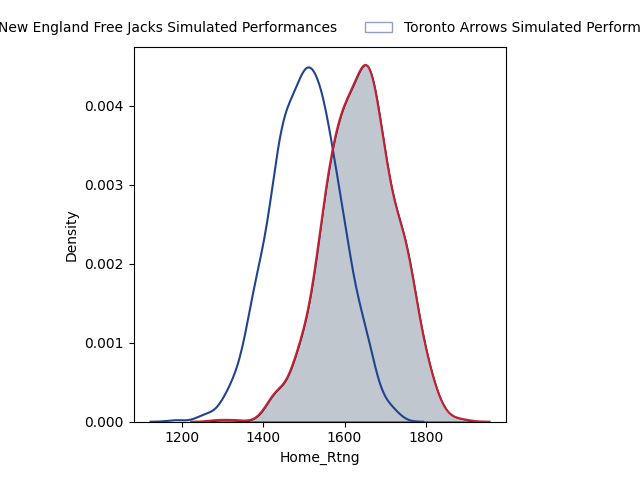 New England Free Jacks Simulated Performances Toronto Arrows Simulated Perform
0.004
0.003
0.002
0.001
0.000
Density
1200 1400 1600 1800
Home_Rtng